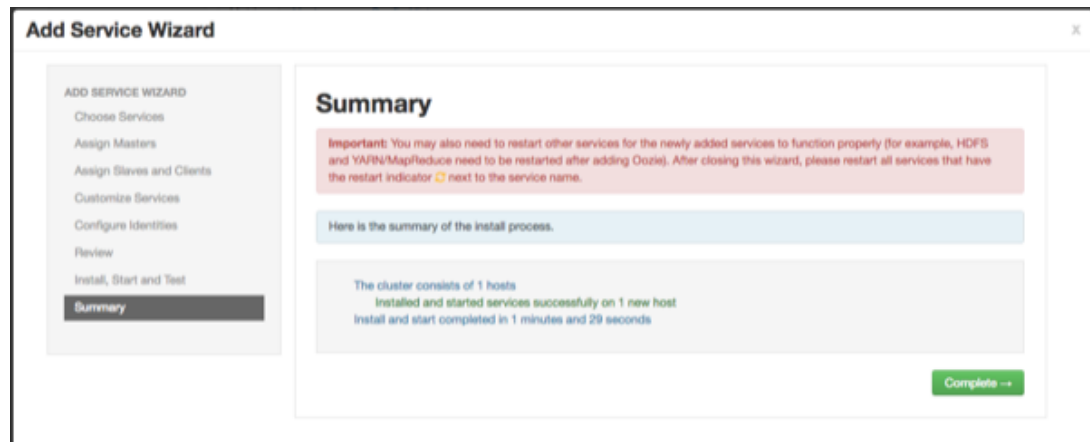 Add Service Wizard
x
ADD SERVICE WIZARD
Choose Services
Assign Masters
Assign Slaves and Clients
Customize Services
Configure Identities
Review
Install, Start and Test
Summary
Summary
Important: You may also need to restart other services for the newly added services to function properly (for example, HDFS
and YARN/MapReduce need to be restarted after adding Oozie). After closing this wizard, please restart all services that have
the restart indicator next to the service name.
Here is the summary of the install process.
The cluster consists of 1 hosts
Installed and started services successfully on 1 new host
Install and start completed in 1 minutes and 29 seconds
Complete →